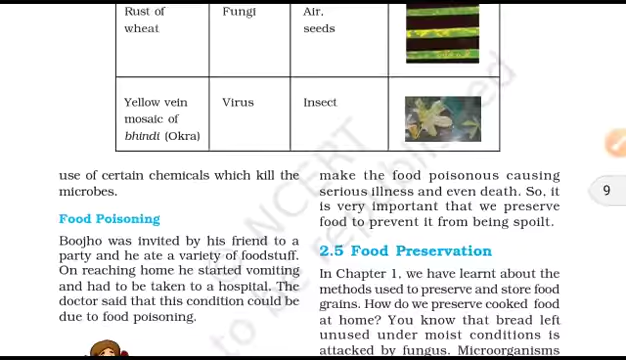 Rust of
wheat
Fungi
Air,
seeds
Yellow vein
mosaic of
bhindi (Okra)
Virus
Insect
use of certain chemicals which kill the
microbes.
Food Poisoning
Boojho was invited by his friend to a
party and he ate a variety of foodstuff.
On reaching home he started vomiting
and had to be taken to a hospital. The
doctor said that this condition could be
due to food poisoning.
make the food poisonous causing
serious illness and even death. So, it
is very important that we preserve
food to prevent it from being spoilt.
2.5 Food Preservation
In Chapter 1, we have learnt about the
methods used to preserve and store food
grains. How do we preserve cooked food
at home? You know that bread left
unused under moist conditions is
attacked by fungus. Microorganisms
9
© NCERT
to be republished